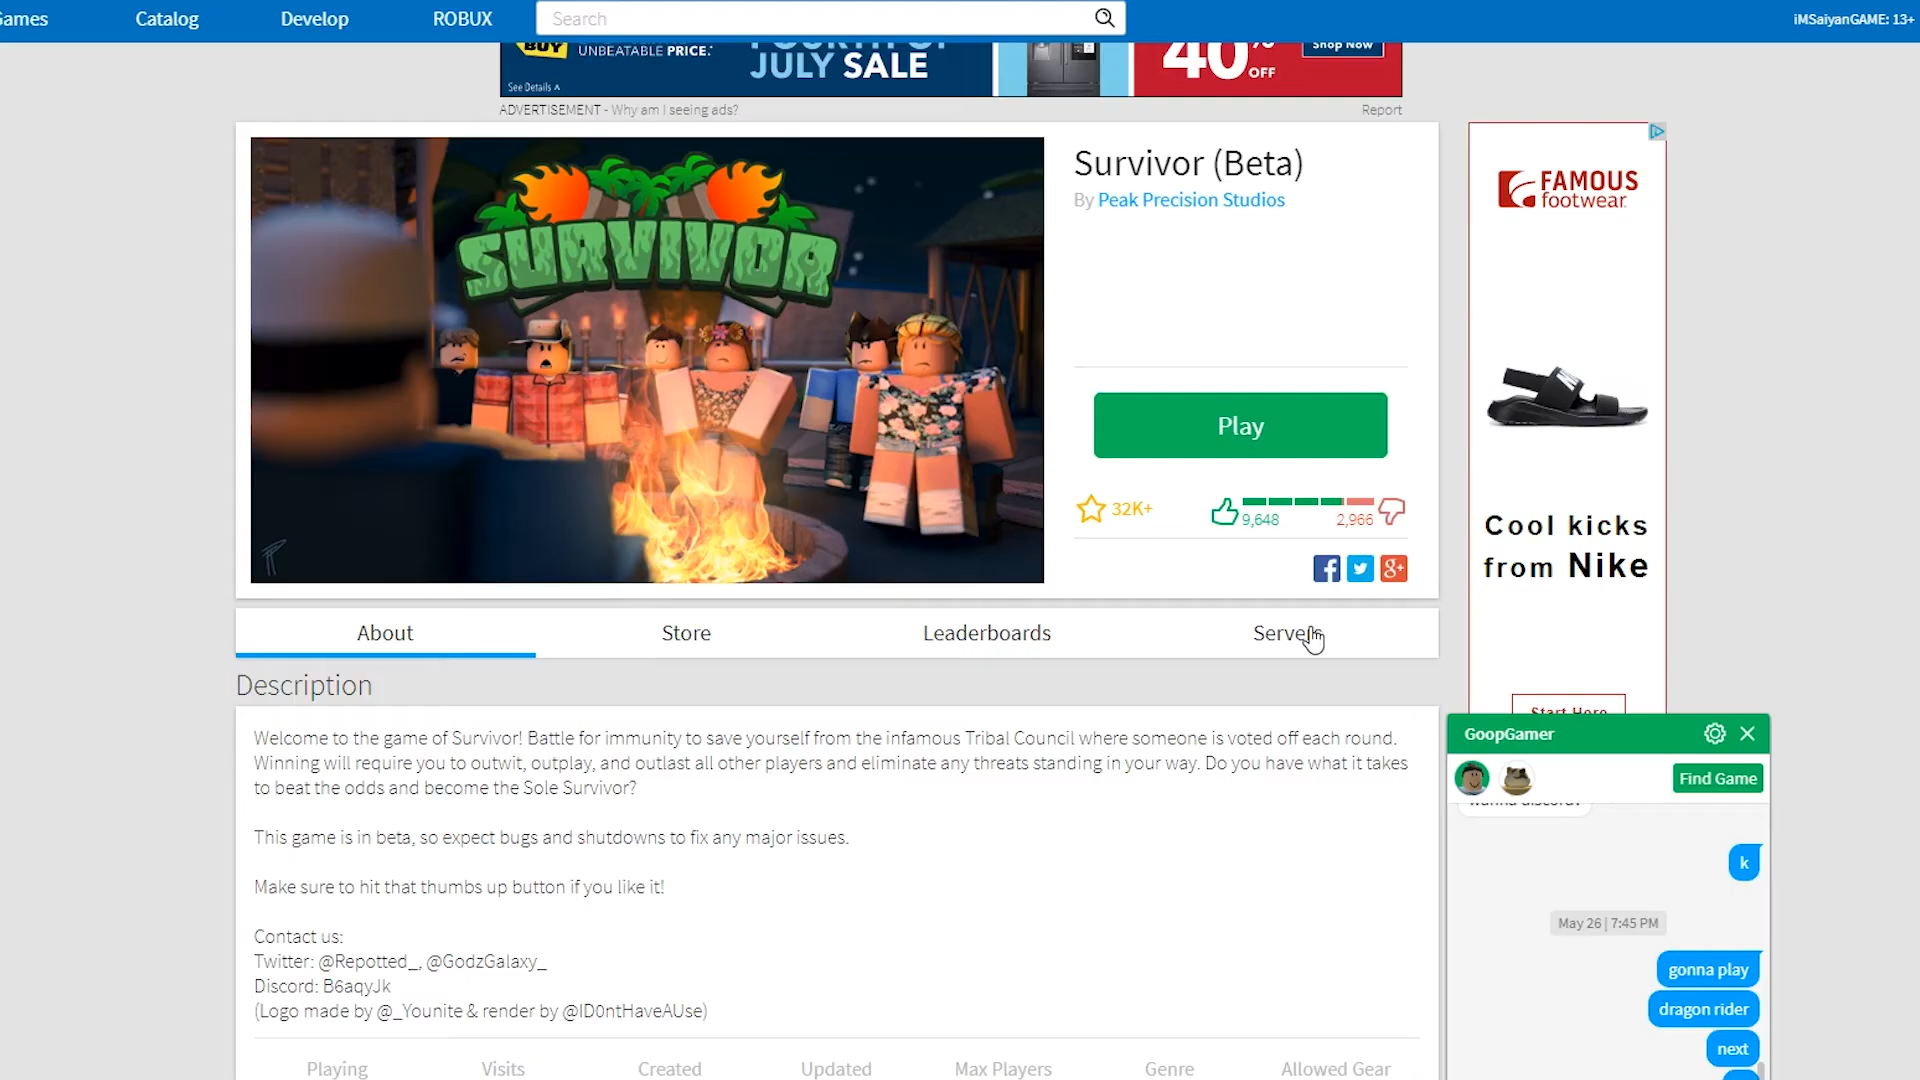 Games Catalog Develop ROBUX Search iMSaiyanGAME: 13+
BUY UNBEATABLE PRICE.* FOURTH OF 40% Shop Now
JULY SALE OFF
See Details
ADVERTISEMENT - Why am I seeing ads? Report
SURVIVOR
Survivor (Beta)
By Peak Precision Studios
Play
32K+ 9,648 2,966
FAMOUS
footwear.
Cool kicks
from Nike
Start Here
About Store Leaderboards Servers
Description
Welcome to the game of Survivor! Battle for immunity to save yourself from the infamous Tribal Council where someone is voted off each round.
Winning will require you to outwit, outplay, and outlast all other players and eliminate any threats standing in your way. Do you have what it takes
to beat the odds and become the Sole Survivor?
This game is in beta, so expect bugs and shutdowns to fix any major issues.
Make sure to hit that thumbs up button if you like it!
Contact us:
Twitter: @Repotted_, @GodzGalaxy_
Discord: B6aqyJk
(Logo made by @_Younite & render by @ID0ntHaveAUse)
Playing Visits Created Updated Max Players Genre Allowed Gear
GoopGamer
Find Game
wanna discord?
k
May 26 | 7:45 PM
gonna play
dragon rider
next